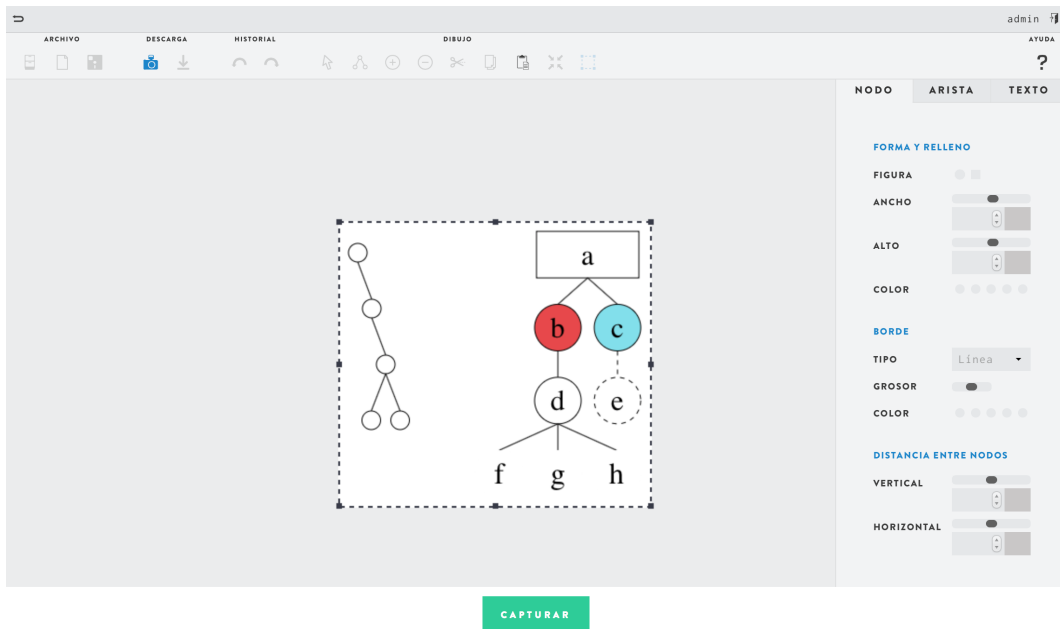 admin
ARCHIVO DESCARGA HISTORIAL DIBUJO AYUDA
?
NODO ARISTA TEXTO
FORMA Y RELLENO
FIGURA
ANCHO
ALTO
COLOR
BORDE
TIPO Línea
GROSOR
COLOR
DISTANCIA ENTRE NODOS
VERTICAL
HORIZONTAL
a
b c
d e
f g h
CAPTURAR